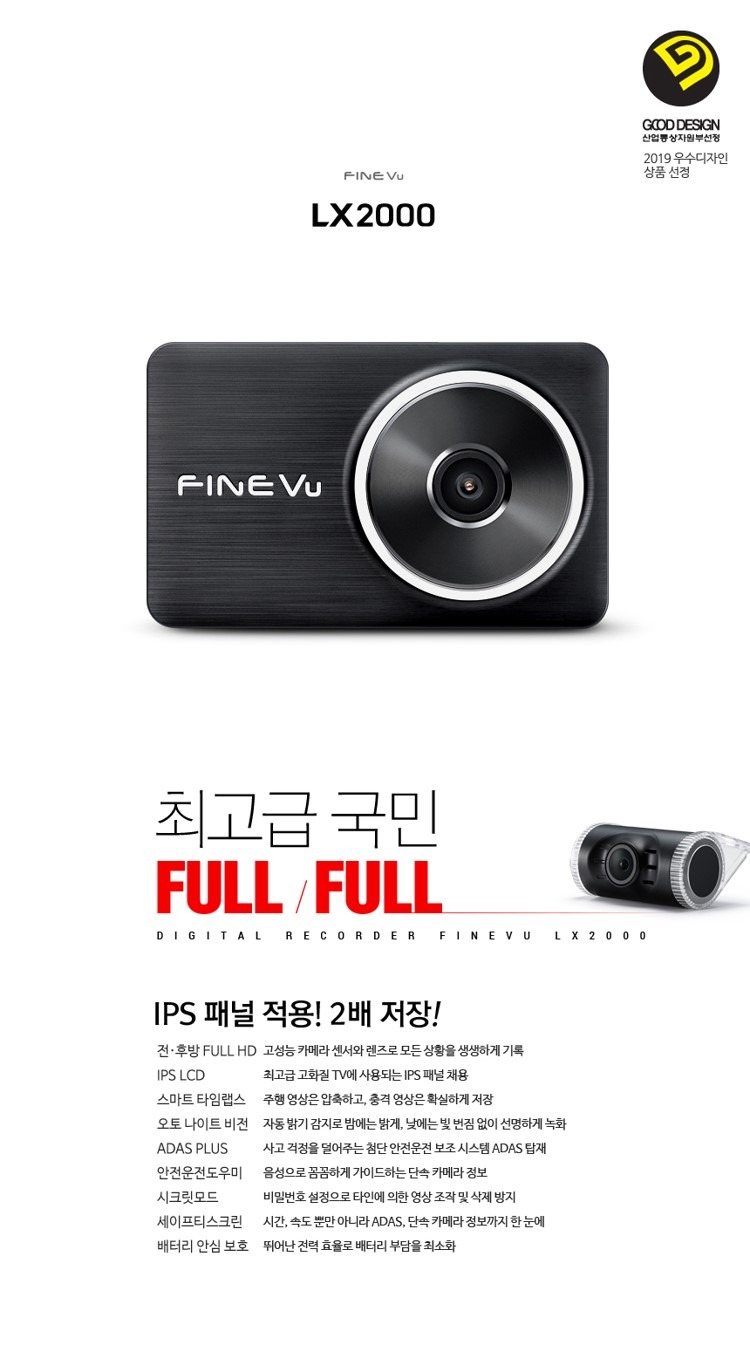 GOOD DESIGN
산업통상자원부선정
2019 우수디자인
상품 선정
FINEVu
LX2000
FINEVu
최고급 국민
FULL / FULL
DIGITAL RECORDER FINEVU LX2000
IPS 패널 적용! 2배 저장!
전·후방 FULL HD 고성능 카메라 센서와 렌즈로 모든 상황을 생생하게 기록
IPS LCD 최고급 고화질 TV에 사용되는 IPS 패널 채용
스마트 타임랩스 주행 영상은 압축하고, 충격 영상은 확실하게 저장
오토 나이트 비전 자동 밝기 감지로 밤에는 밝게, 낮에는 빛 번짐 없이 선명하게 녹화
ADAS PLUS 사고 걱정을 덜어주는 첨단 안전운전 보조 시스템 ADAS 탑재
안전운전도우미 음성으로 꼼꼼하게 가이드하는 단속 카메라 정보
시크릿모드 비밀번호 설정으로 타인에 의한 영상 조작 및 삭제 방지
세이프티스크린 시간, 속도 뿐만 아니라 ADAS, 단속 카메라 정보까지 한 눈에
배터리 안심 보호 뛰어난 전력 효율로 배터리 부담을 최소화